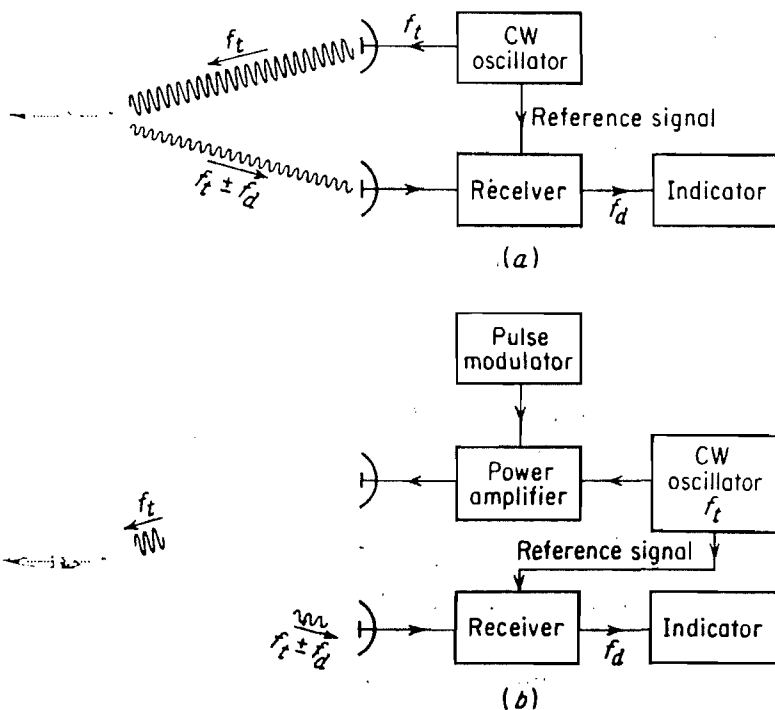 f_t
f_t
CW
oscillator
Reference signal
f_t ± f_d
Receiver
f_d
Indicator
(a)
Pulse
modulator
Power
amplifier
CW
oscillator
f_t
f_t
Reference signal
f_t ± f_d
Receiver
f_d
Indicator
(b)